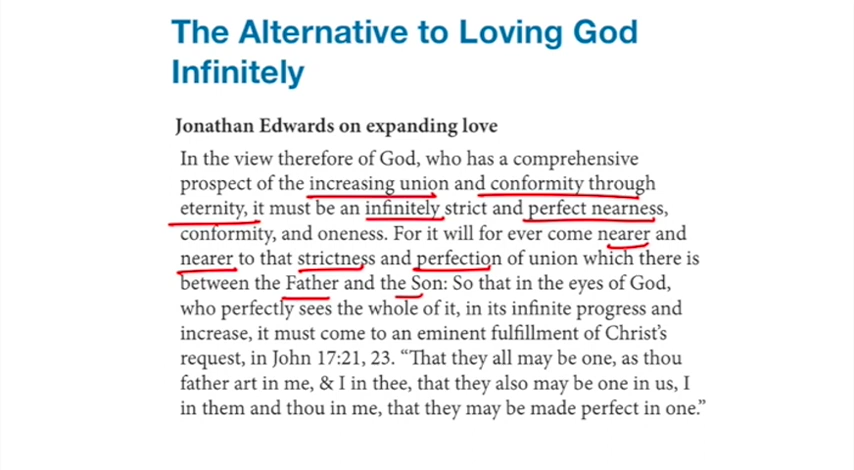 The Alternative to Loving God
Infinitely
Jonathan Edwards on expanding love
In the view therefore of God, who has a comprehensive
prospect of the increasing union and conformity through
eternity, it must be an infinitely strict and perfect nearness,
conformity, and oneness. For it will for ever come nearer and
nearer to that strictness and perfection of union which there is
between the Father and the Son: So that in the eyes of God,
who perfectly sees the whole of it, in its infinite progress and
increase, it must come to an eminent fulfillment of Christ’s
request, in John 17:21, 23. “That they all may be one, as thou
father art in me, & I in thee, that they also may be one in us, I
in them and thou in me, that they may be made perfect in one.”